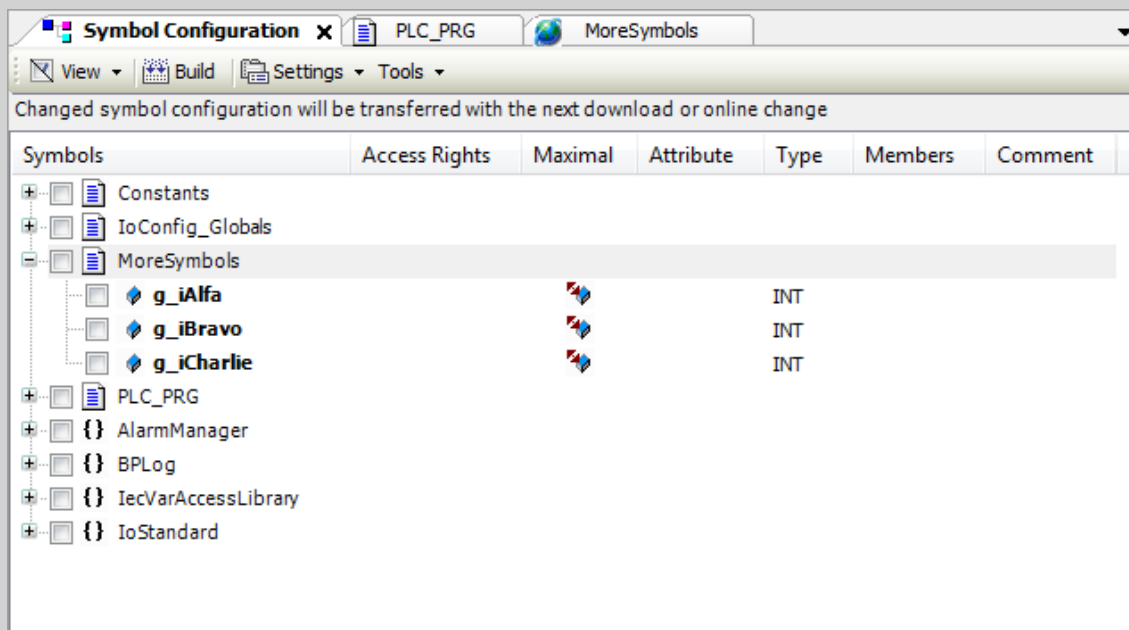 Symbol Configuration PLC_PRG MoreSymbols
View Build Settings Tools
Changed symbol configuration will be transferred with the next download or online change
Symbols Access Rights Maximal Attribute Type Members Comment
Constants
IoConfig_Globals
MoreSymbols
g_iAlfa INT
g_iBravo INT
g_iCharlie INT
PLC_PRG
{} AlarmManager
{} BPLog
{} IecVarAccessLibrary
{} IoStandard